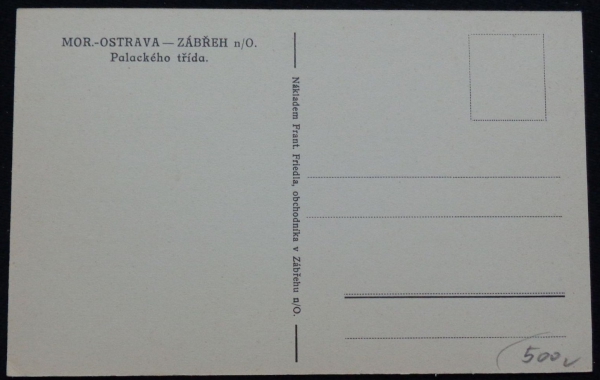 MOR.-OSTRAVA — ZÁBŘEH n/O.
Palackého třída.
Nákladem Frant. Friedla, obchodníka v Zábřehu n/O.
500